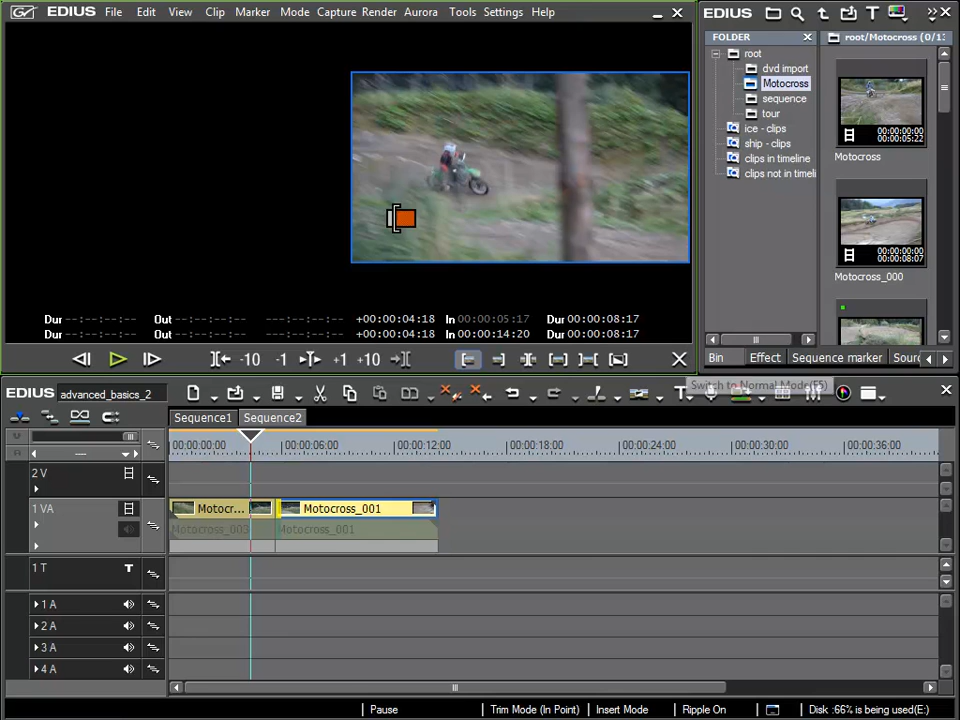 File Edit View Clip Marker Mode Capture Render Aurora Tools Settings Help
EDIUS
FOLDER
root/Motocross (0/1
root
dvd import
Motocross
sequence
tour
ice - clips
ship - clips
clips in timeline
clips not in timeli
00:00:00:00
00:00:05:22
Motocross
00:00:00:00
00:00:08:07
Motocross_000
Dur --:--:--:-- Out --:--:--:-- --:--:--:-- +00:00:04:18 In 00:00:05:17 Dur 00:00:08:17
Dur --:--:--:-- Out --:--:--:-- --:--:--:-- +00:00:04:18 In 00:00:14:20 Dur 00:00:08:17
-10 -1 +1 +10
Bin Effect Sequence marker Sour
Switch to Normal Mode(F5)
EDIUS advanced_basics_2
Sequence1 Sequence2
00:00:00:00 00:00:06:00 00:00:12:00 00:00:18:00 00:00:24:00 00:00:30:00 00:00:36:00
2 V
1 VA Motocr... Motocross_001
Motocross_003 Motocross_001
1 T T
1 A
2 A
3 A
4 A
Pause Trim Mode (In Point) Insert Mode Ripple On Disk :66% is being used(E:)